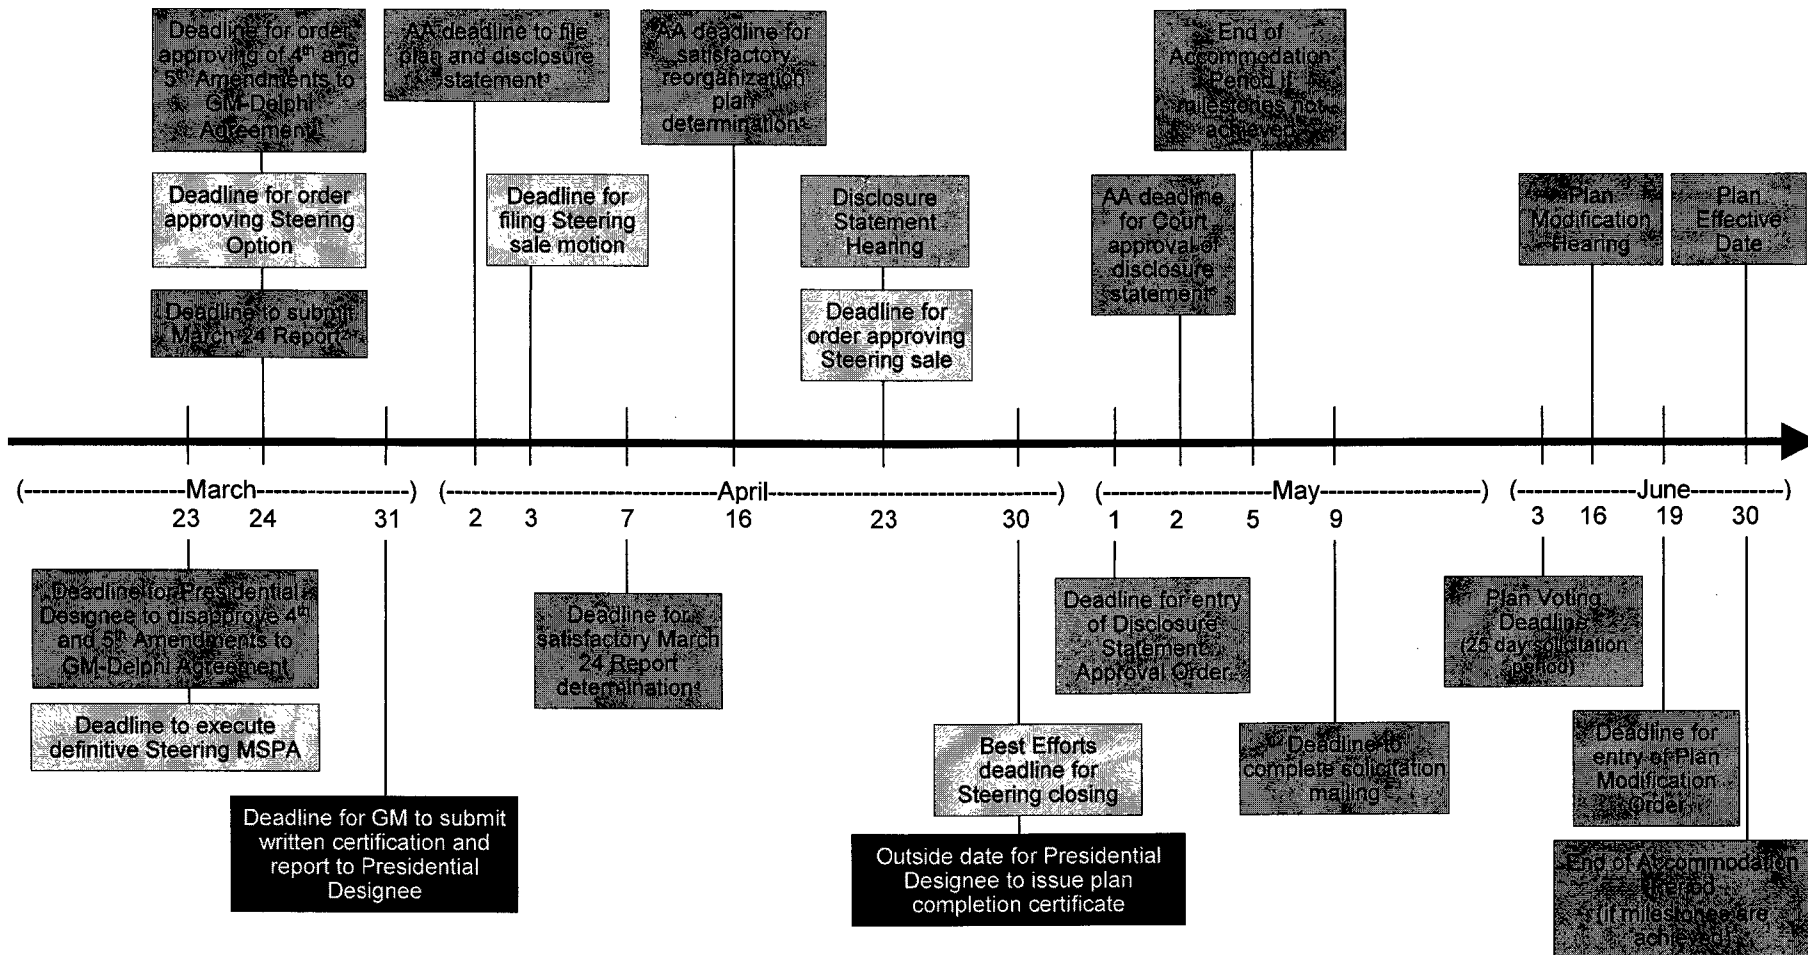 Deadline for order
approving of 4th and
5th Amendments to
GM-Delphi
Agreement
AA deadline to file
plan and disclosure
statement
AA deadline for
satisfactory
reorganization
plan
determination
End of
Accommodation
Period if
milestones not
achieved
Deadline for order
approving Steering
Option
Deadline for
filing Steering
sale motion
Disclosure
Statement
Hearing
AA deadline
for Court
approval of
disclosure
statement
Plan
Modification
Hearing
Plan
Effective
Date
Deadline to submit
March 24 Report
Deadline for
order approving
Steering sale
(----------March----------)
(----------April----------)
(----------May----------)
(----------June----------)
23 24 31 2 3 7 16 23 30 1 2 5 9 3 16 19 30
Deadline for Presidential
Designee to disapprove 4th
and 5th Amendments to
GM-Delphi Agreement
Deadline to execute
definitive Steering MSPA
Deadline for GM to submit
written certification and
report to Presidential
Designee
Deadline for
satisfactory March
24 Report
determination
Best Efforts
deadline for
Steering closing
Outside date for Presidential
Designee to issue plan
completion certificate
Deadline for entry
of Disclosure
Statement
Approval Order
Deadline to
complete solicitation
mailing
Plan Voting
Deadline
(25 day solicitation
period)
Deadline for
entry of Plan
Modification
Order
End of Accommodation
Period
(if milestones are
achieved)